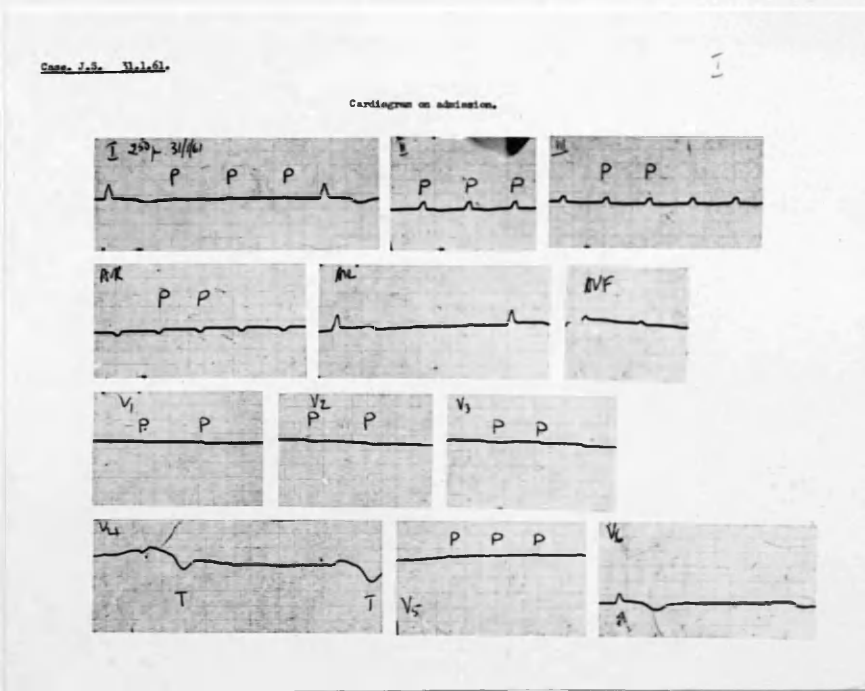 Case. J.S. 31.1.61.
I
Cardiogram on admission.
I 250μ 31/1/61
P P P
II
P P P
III
P P
AVR
P P
AVL
AVF
V1
P P
V2
P P
V3
P P
V4
T T
P P P
V5
V6